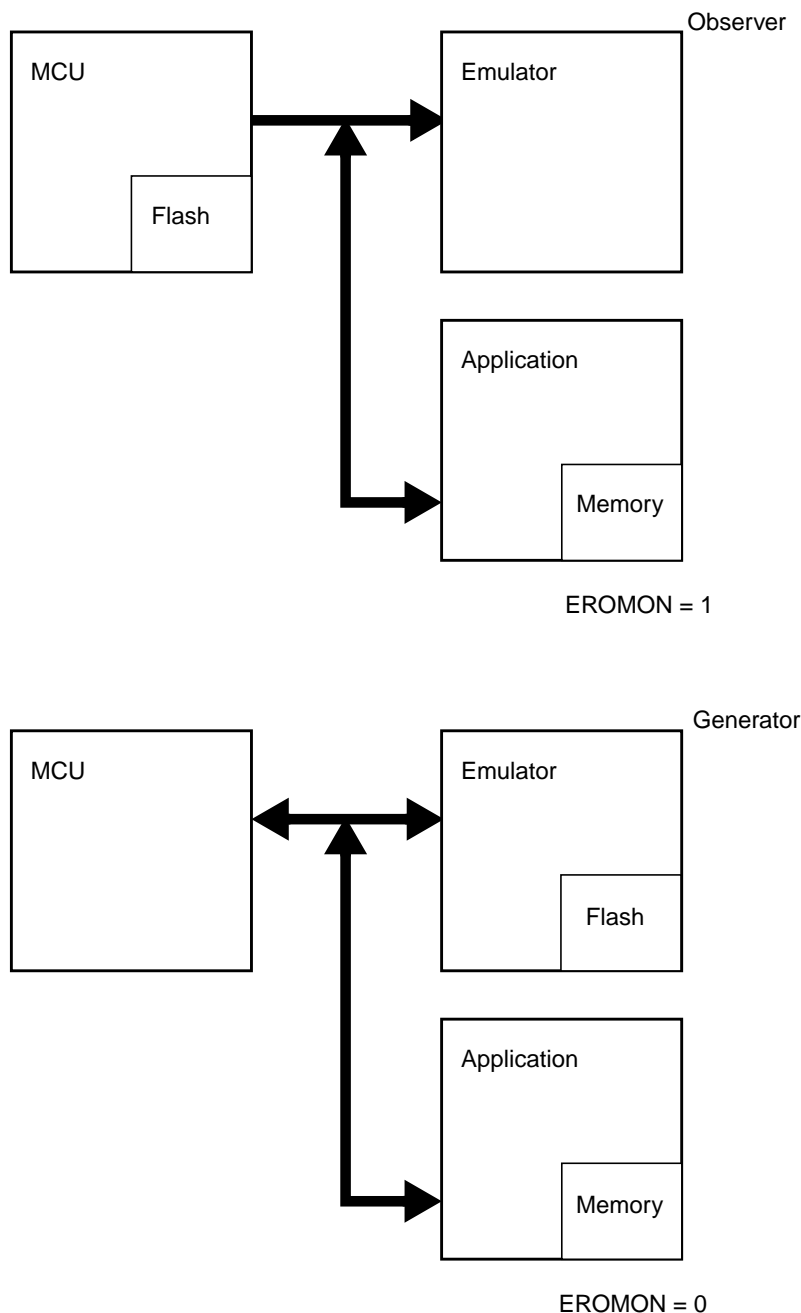 Observer
MCU
Emulator
Flash
Application
Memory
EROMON = 1
Generator
MCU
Emulator
Flash
Application
Memory
EROMON = 0